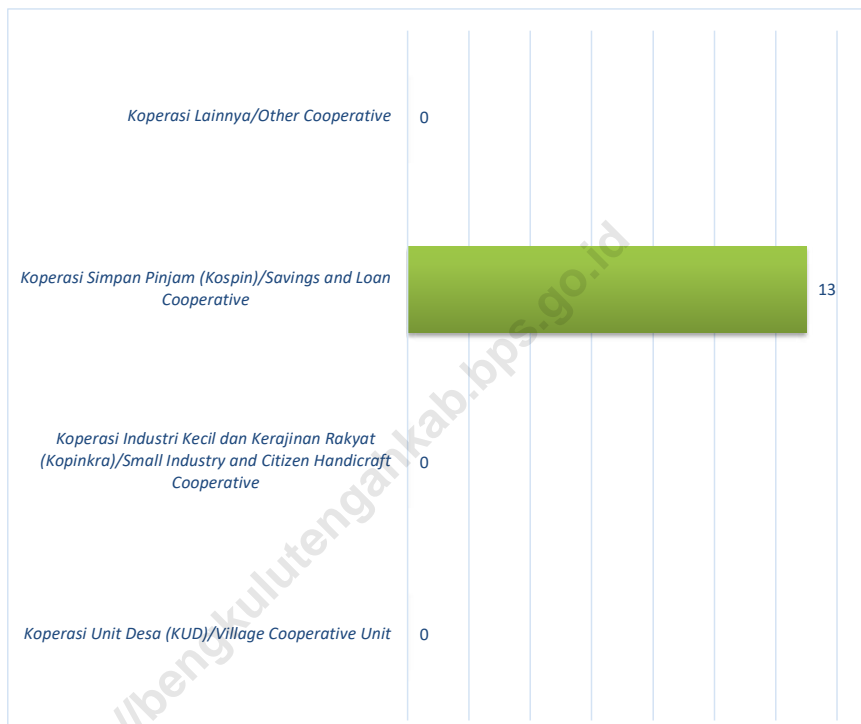 Koperasi Lainnya/Other Cooperative
0
Koperasi Simpan Pinjam (Kospin)/Savings and Loan
Cooperative
13
Koperasi Industri Kecil dan Kerajinan Rakyat
(Kopinkra)/Small Industry and Citizen Handicraft
Cooperative
0
Koperasi Unit Desa (KUD)/Village Cooperative Unit
0
//bengkulutengahkab.bps.go.id